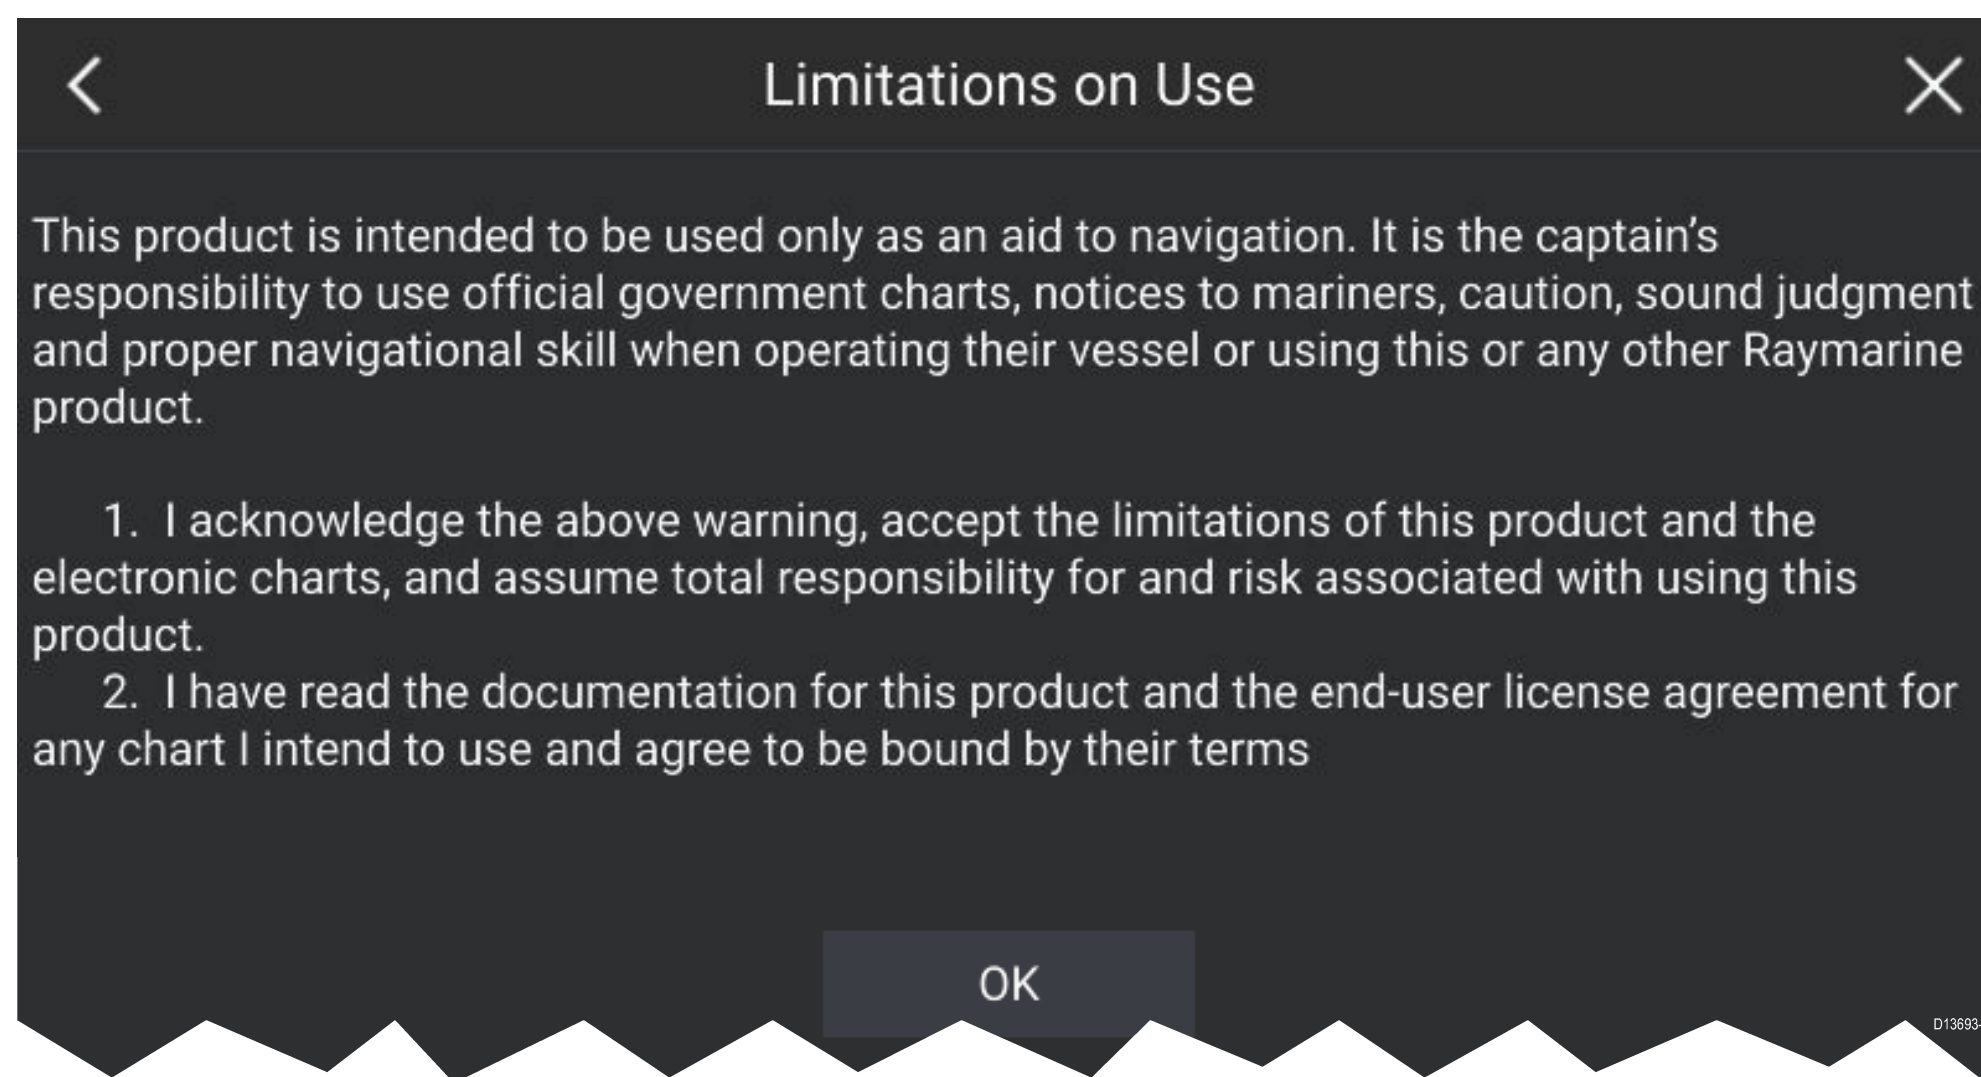 Limitations on Use
This product is intended to be used only as an aid to navigation. It is the captain’s
responsibility to use official government charts, notices to mariners, caution, sound judgment
and proper navigational skill when operating their vessel or using this or any other Raymarine
product.
1. I acknowledge the above warning, accept the limitations of this product and the
electronic charts, and assume total responsibility for and risk associated with using this
product.
2. I have read the documentation for this product and the end-user license agreement for
any chart I intend to use and agree to be bound by their terms
OK
D13693-